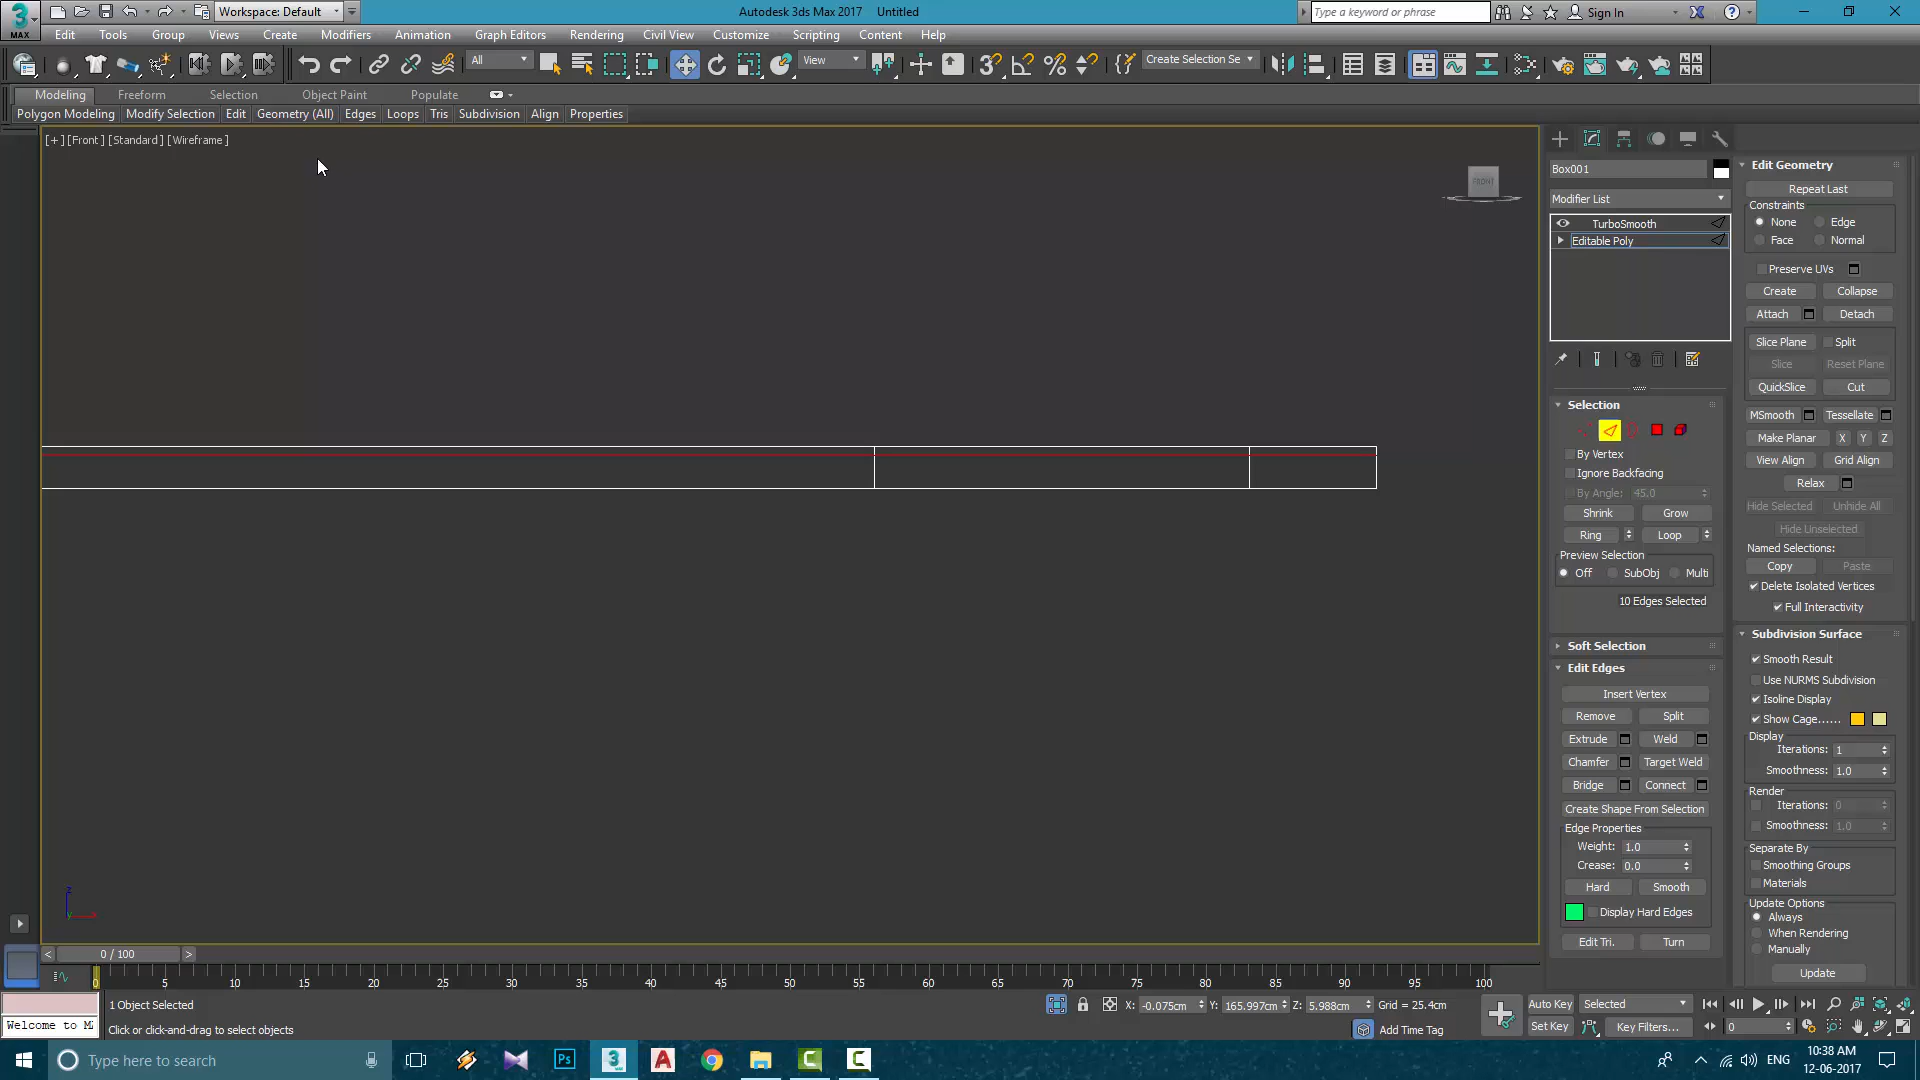 Workspace: Default
Autodesk 3ds Max 2017 Untitled
Type a keyword or phrase
Sign In
3
MAX
Edit Tools Group Views Create Modifiers Animation Graph Editors Rendering Civil View Customize Scripting Content Help
All View Create Selection Se
Modeling Freeform Selection Object Paint Populate
Polygon Modeling Modify Selection Edit Geometry (All) Edges Loops Tris Subdivision Align Properties
[+] [Front] [Standard] [Wireframe]
FRONT
z
Box001
Modifier List
TurboSmooth
Editable Poly
Selection
By Vertex
Ignore Backfacing
By Angle: 45.0
Shrink Grow
Ring Loop
Preview Selection
Off SubObj Multi
10 Edges Selected
Soft Selection
Edit Edges
Insert Vertex
Remove Split
Extrude Weld
Chamfer Target Weld
Bridge Connect
Create Shape From Selection
Edge Properties
Weight: 1.0
Crease: 0.0
Hard Smooth
Display Hard Edges
Edit Tri. Turn
Edit Geometry
Repeat Last
Constraints
None Edge
Face Normal
Preserve UVs
Create Collapse
Attach Detach
Slice Plane Split
Slice Reset Plane
QuickSlice Cut
MSmooth Tessellate
Make Planar X Y Z
View Align Grid Align
Relax
Hide Selected Unhide All
Hide Unselected
Named Selections:
Copy Paste
Delete Isolated Vertices
Full Interactivity
Subdivision Surface
Smooth Result
Use NURMS Subdivision
Isoline Display
Show Cage......
Display
Iterations: 1
Smoothness: 1.0
Render
Iterations: 0
Smoothness: 1.0
Separate By
Smoothing Groups
Materials
Update Options
Always
When Rendering
Manually
Update
< 0 / 100 >
0 5 10 15 20 25 30 35 40 45 50 55 60 65 70 75 80 85 90 95 100
Welcome to M
1 Object Selected
Click or click-and-drag to select objects
X: -0.075cm Y: 165.997cm Z: 5.988cm Grid = 25.4cm
Add Time Tag
Auto Key Selected
Set Key Key Filters...
0
Type here to search
Ps
3
MAX
A
C
C
ENG
10:38 AM
12-06-2017